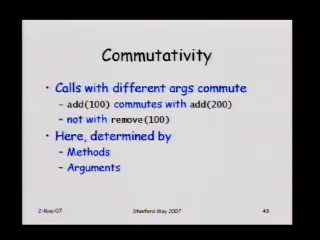 Commutativity
• Calls with different args commute
– add(100) commutes with add(200)
– not with remove(100)
• Here, determined by
– Methods
– Arguments
2-May-07 Stanford May 2007 43